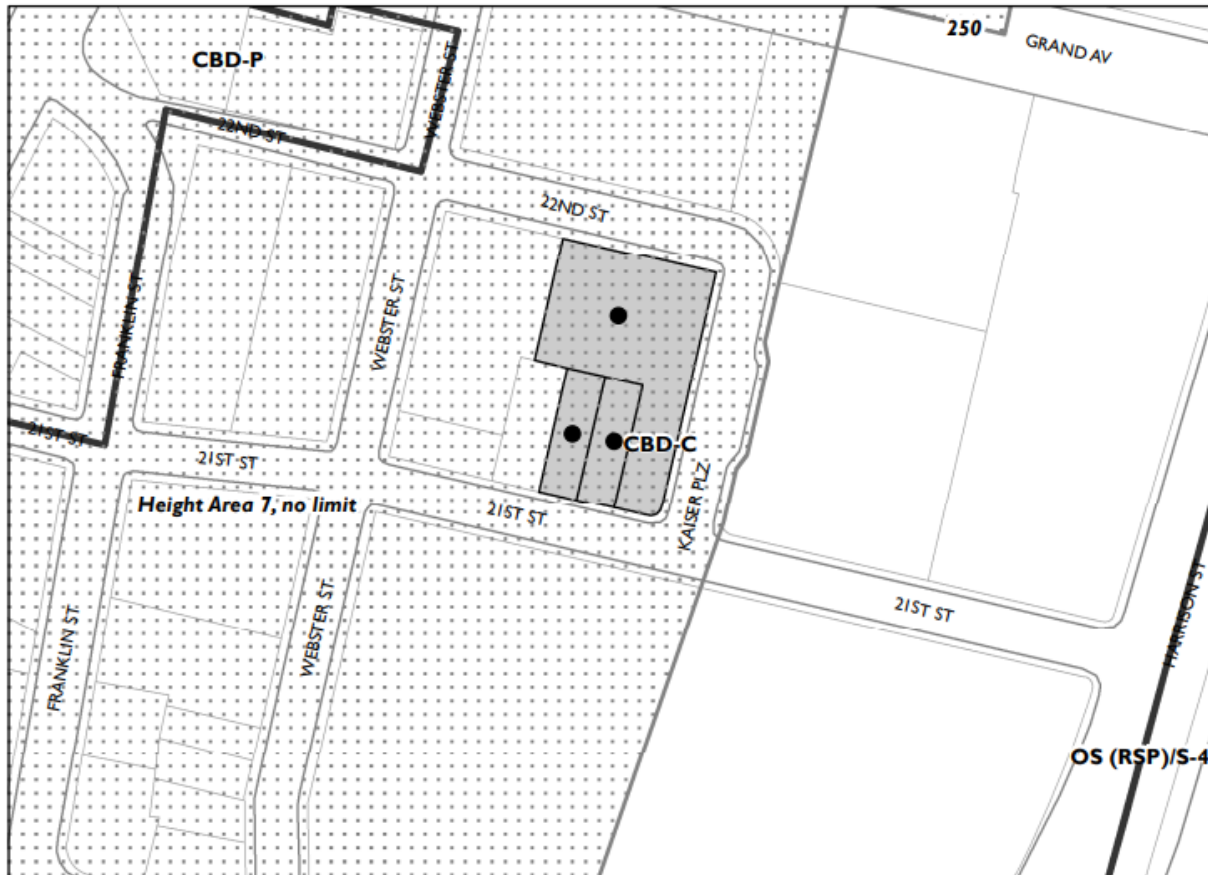 250
GRAND AV
CBD-P
WEBSTER ST
22ND ST
22ND ST
FRANKLIN ST
WEBSTER ST
CBD-C
21ST ST
21ST ST
KAISER PLZ
Height Area 7, no limit
21ST ST
21ST ST
HARRISON ST
WEBSTER ST
FRANKLIN ST
OS (RSP)/S-4